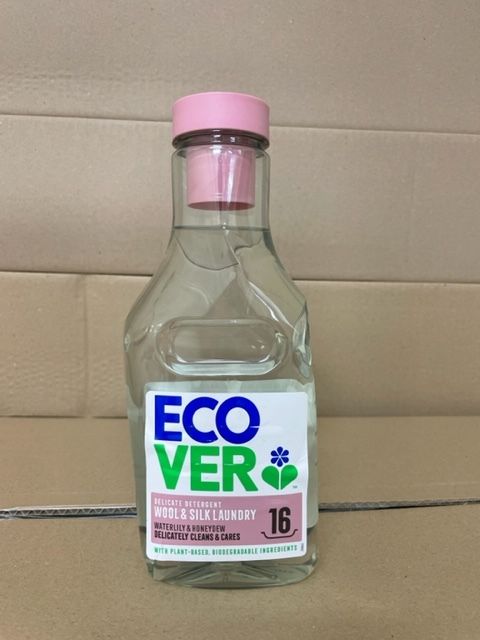 ECO
VER
DELICATE DETERGENT
WOOL & SILK LAUNDRY
WATERLILY & HONEYDEW
DELICATELY CLEANS & CARES
16
WITH PLANT-BASED, BIODEGRADABLE INGREDIENTS